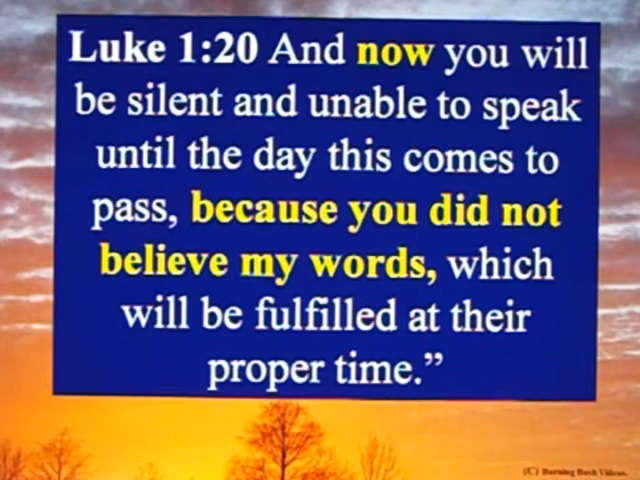 Luke 1:20 And now you will
be silent and unable to speak
until the day this comes to
pass, because you did not
believe my words, which
will be fulfilled at their
proper time.”
(C) Burning Bush Videos